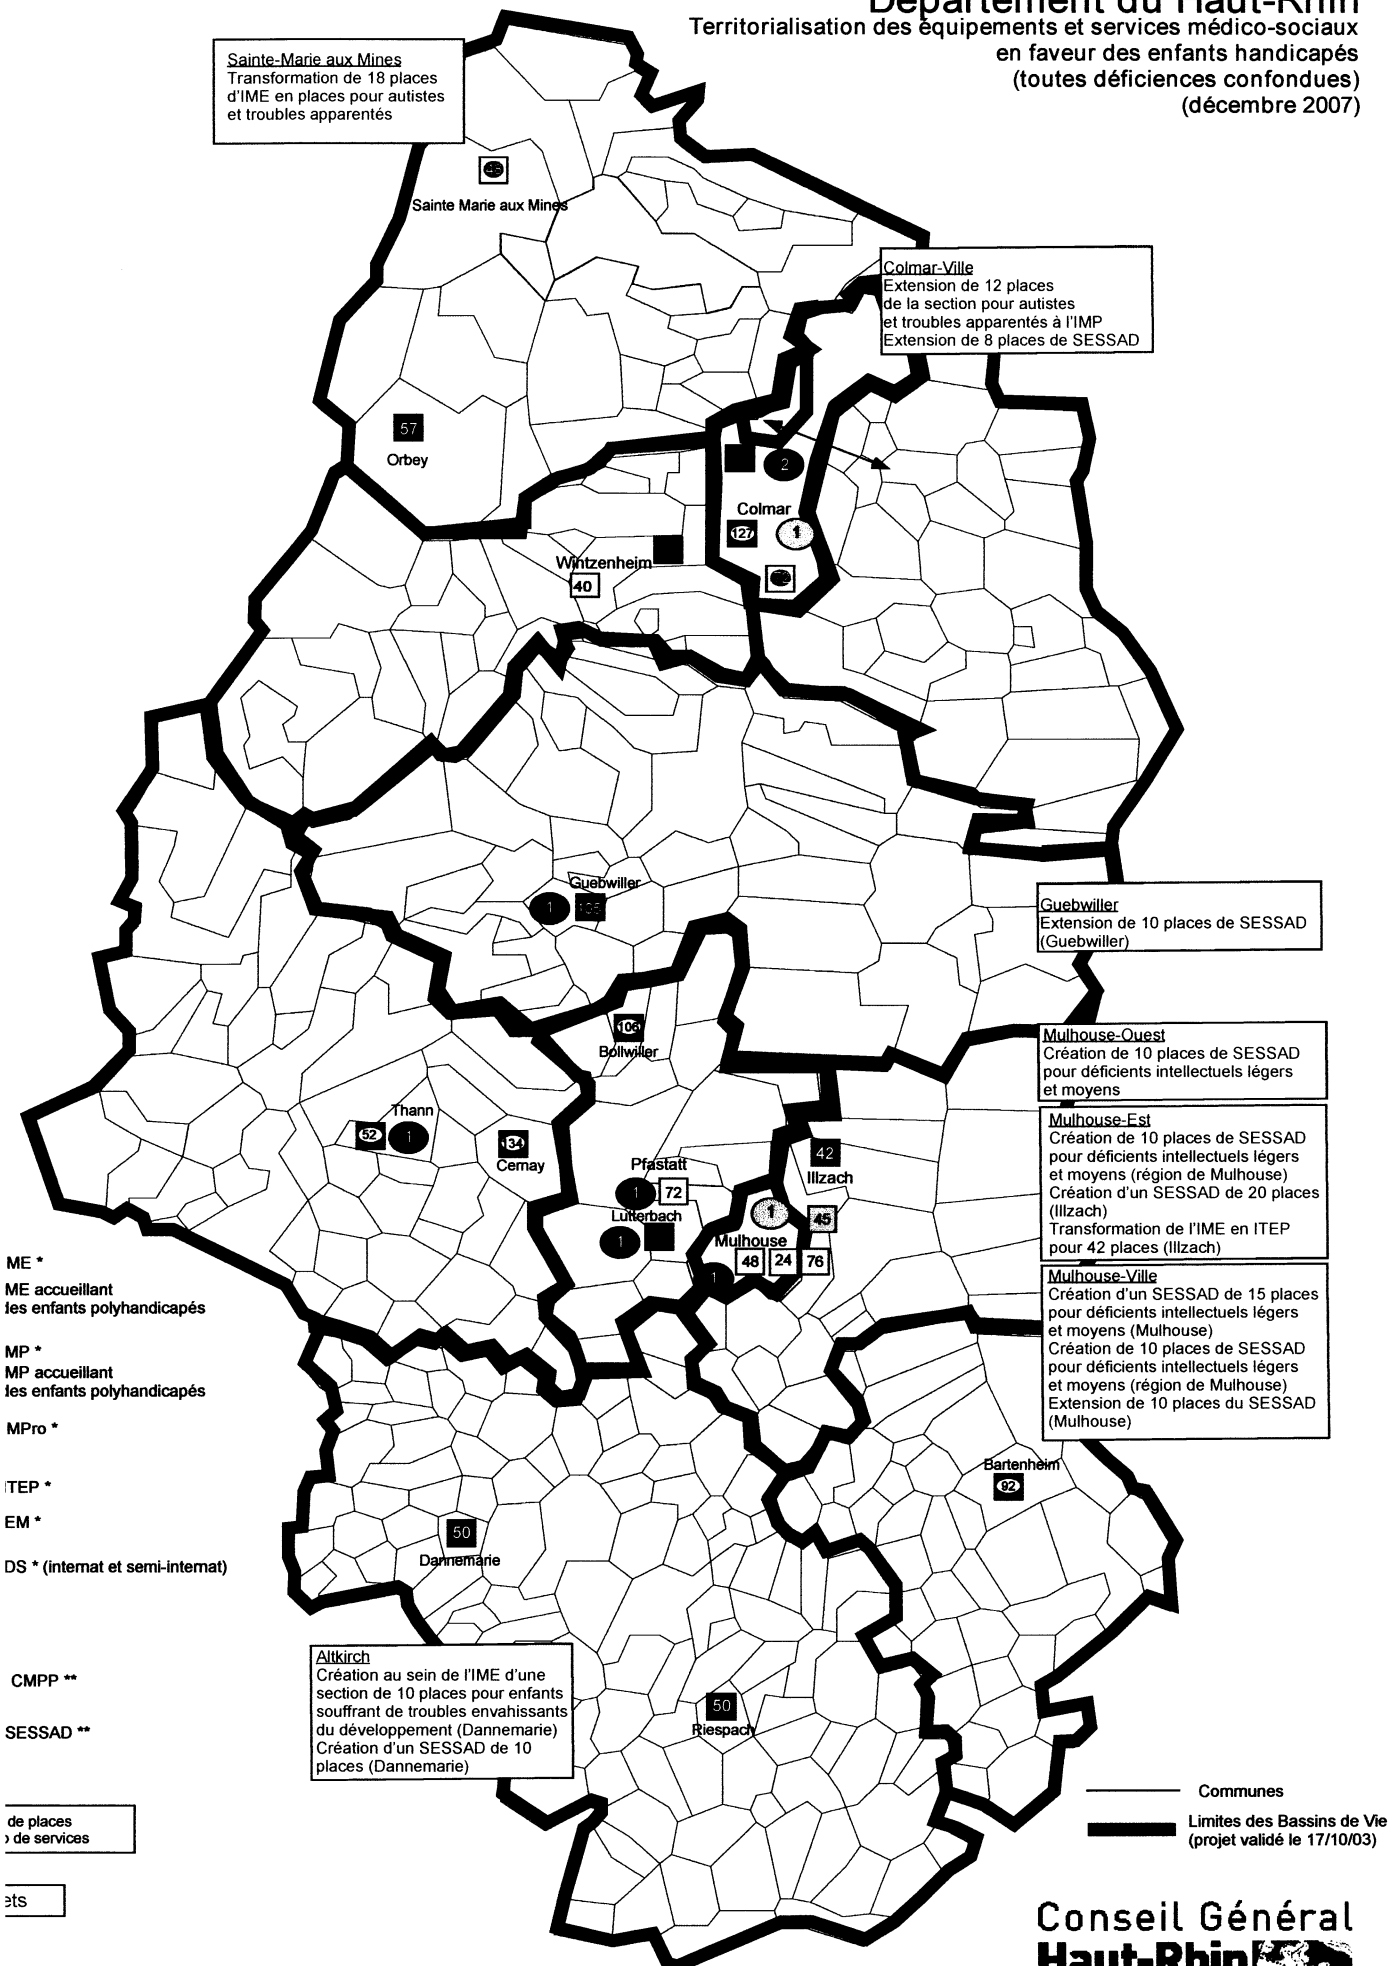 Département du Haut-Rhin
Territorialisation des équipements et services médico-sociaux
en faveur des enfants handicapés
(toutes déficiences confondues)
(décembre 2007)
Sainte-Marie aux Mines
Transformation de 18 places
d'IME en places pour autistes
et troubles apparentés
Sainte Marie aux Mines
Colmar-Ville
Extension de 12 places
de la section pour autistes
et troubles apparentés à l'IMP
Extension de 8 places de SESSAD
57
Orbey
2
Colmar
127
1
Wintzenheim
40
Guebwiller
1
Guebwiller
Extension de 10 places de SESSAD
(Guebwiller)
106
Bollwiller
Mulhouse-Ouest
Création de 10 places de SESSAD
pour déficients intellectuels légers
et moyens
Thann
52
1
134
Cernay
Pfastatt
1
72
Lutterbach
1
42
Illzach
1
45
Mulhouse
48
24
76
1
Mulhouse-Est
Création de 10 places de SESSAD
pour déficients intellectuels légers
et moyens (région de Mulhouse)
Création d'un SESSAD de 20 places
(Illzach)
Transformation de l'IME en ITEP
pour 42 places (Illzach)
Mulhouse-Ville
Création d'un SESSAD de 15 places
pour déficients intellectuels légers
et moyens (Mulhouse)
Création de 10 places de SESSAD
pour déficients intellectuels légers
et moyens (région de Mulhouse)
Extension de 10 places du SESSAD
(Mulhouse)
ME *
ME accueillant
des enfants polyhandicapés
MP *
MP accueillant
des enfants polyhandicapés
MPro *
ITEP *
EM *
DS * (internat et semi-internat)
CMPP **
SESSAD **
de places
de services
ets
Bartenheim
92
50
Dannemarie
Altkirch
Création au sein de l'IME d'une
section de 10 places pour enfants
souffrant de troubles envahissants
du développement (Dannemarie)
Création d'un SESSAD de 10
places (Dannemarie)
50
Riespach
Communes
Limites des Bassins de Vie
(projet validé le 17/10/03)
Conseil Général
Haut-Rhin